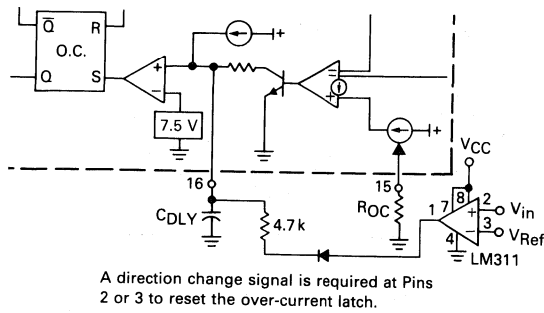 Q R
O.C.
Q S
+
−
7.5 V
+
=
+
+
16
15
CDLY
4.7 k
ROC
VCC
1 7 8 2
+
Vin
3
−
VRef
4
LM311
A direction change signal is required at Pins
2 or 3 to reset the over-current latch.